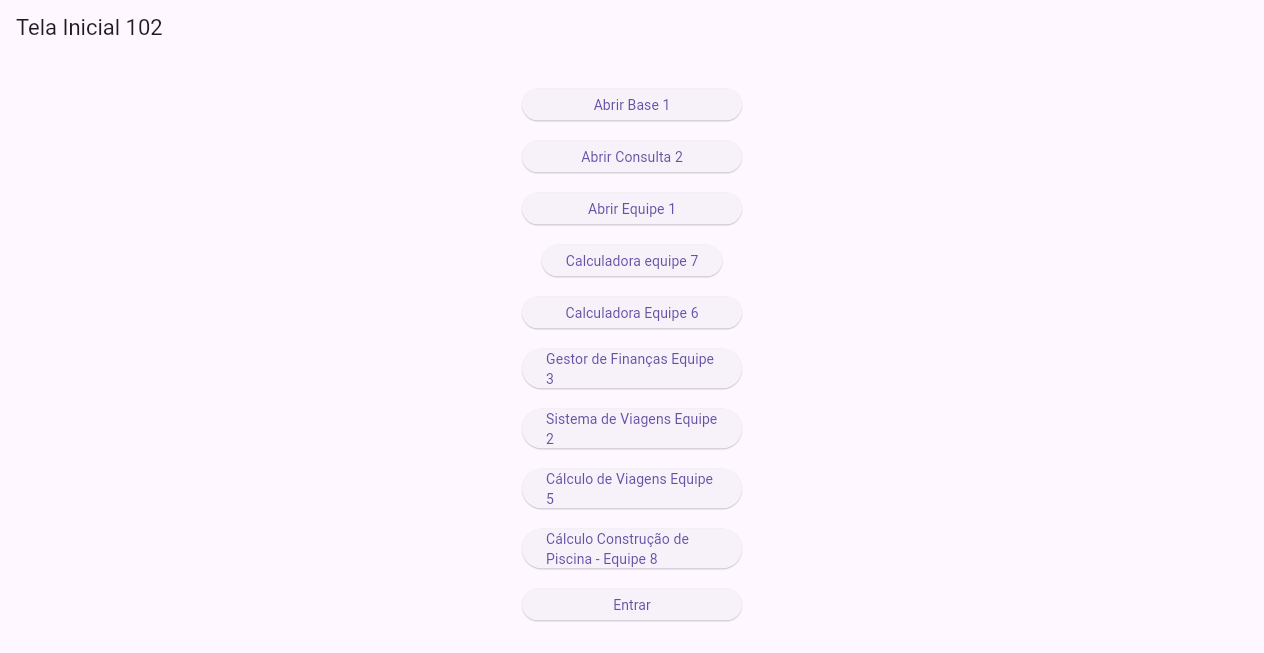 Tela Inicial 102
Abrir Base 1
Abrir Consulta 2
Abrir Equipe 1
Calculadora equipe 7
Calculadora Equipe 6
Gestor de Finanças Equipe
3
Sistema de Viagens Equipe
2
Cálculo de Viagens Equipe
5
Cálculo Construção de
Piscina - Equipe 8
Entrar